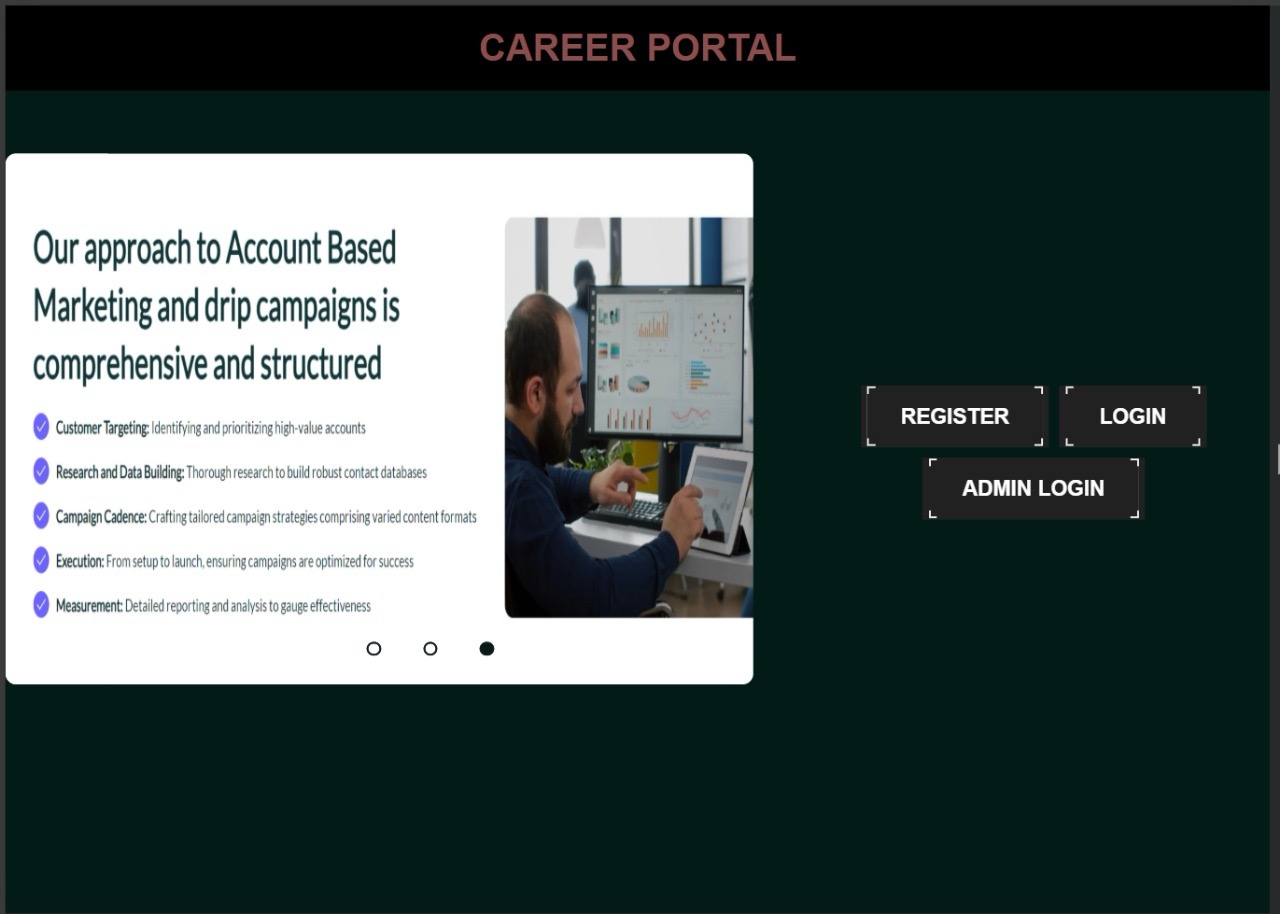 CAREER PORTAL
Our approach to Account Based
Marketing and drip campaigns is
comprehensive and structured
Customer Targeting: Identifying and prioritizing high-value accounts
Research and Data Building: Thorough research to build robust contact databases
Campaign Cadence: Crafting tailored campaign strategies comprising varied content formats
Execution: From setup to launch, ensuring campaigns are optimized for success
Measurement: Detailed reporting and analysis to gauge effectiveness
REGISTER
LOGIN
ADMIN LOGIN